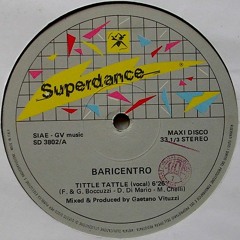 Superdance
SIAE - GV music
SD 3802/A
MAXI DISCO
33 1/3 STEREO
BARICENTRO
TITTLE TATTLE (vocal) 6'26
(F. & G. Boccuzzi - D. Di Mario - M. Chelli)
Mixed & Produced by Gaetano Vituzzi